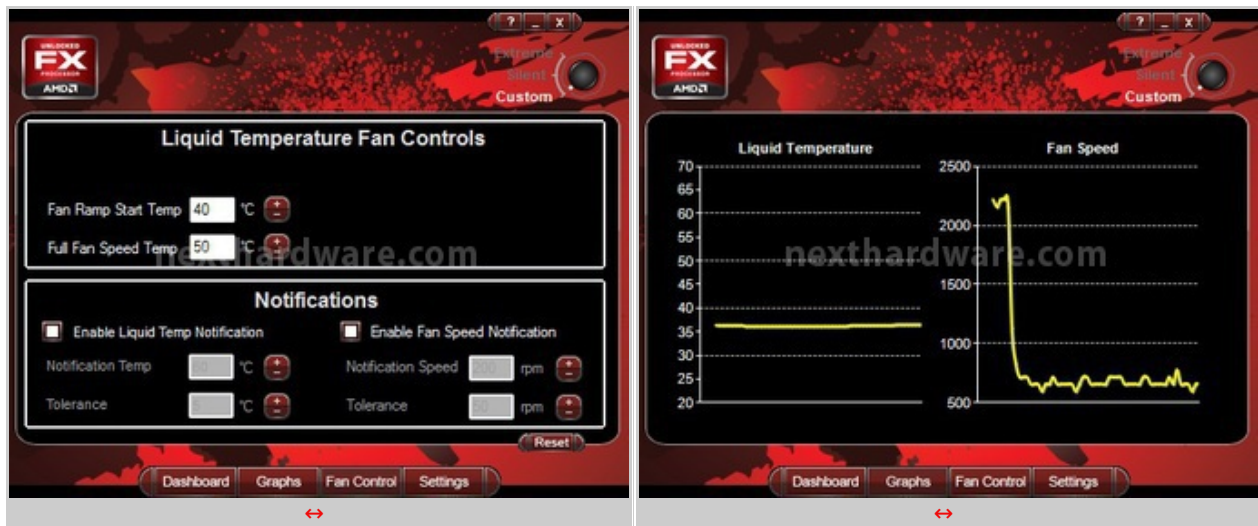 ? _ X
UNLOCKED
FX
PROCESSOR
AMD
Extreme
Silent
Custom
Liquid Temperature Fan Controls
Fan Ramp Start Temp 40 °C + -
Full Fan Speed Temp 50 °C + -
nexthardware.com
Notifications
Enable Liquid Temp Notification
Enable Fan Speed Notification
Notification Temp °C + -
Notification Speed 200 rpm + -
Tolerance °C + -
Tolerance 50 rpm + -
Reset
Dashboard Graphs Fan Control Settings
? _ X
UNLOCKED
FX
PROCESSOR
AMD
Extreme
Silent
Custom
Liquid Temperature
70
65
60
55
50
45
40
35
30
25
20
Fan Speed
2500
2000
1500
1000
500
nexthardware.com
Dashboard Graphs Fan Control Settings